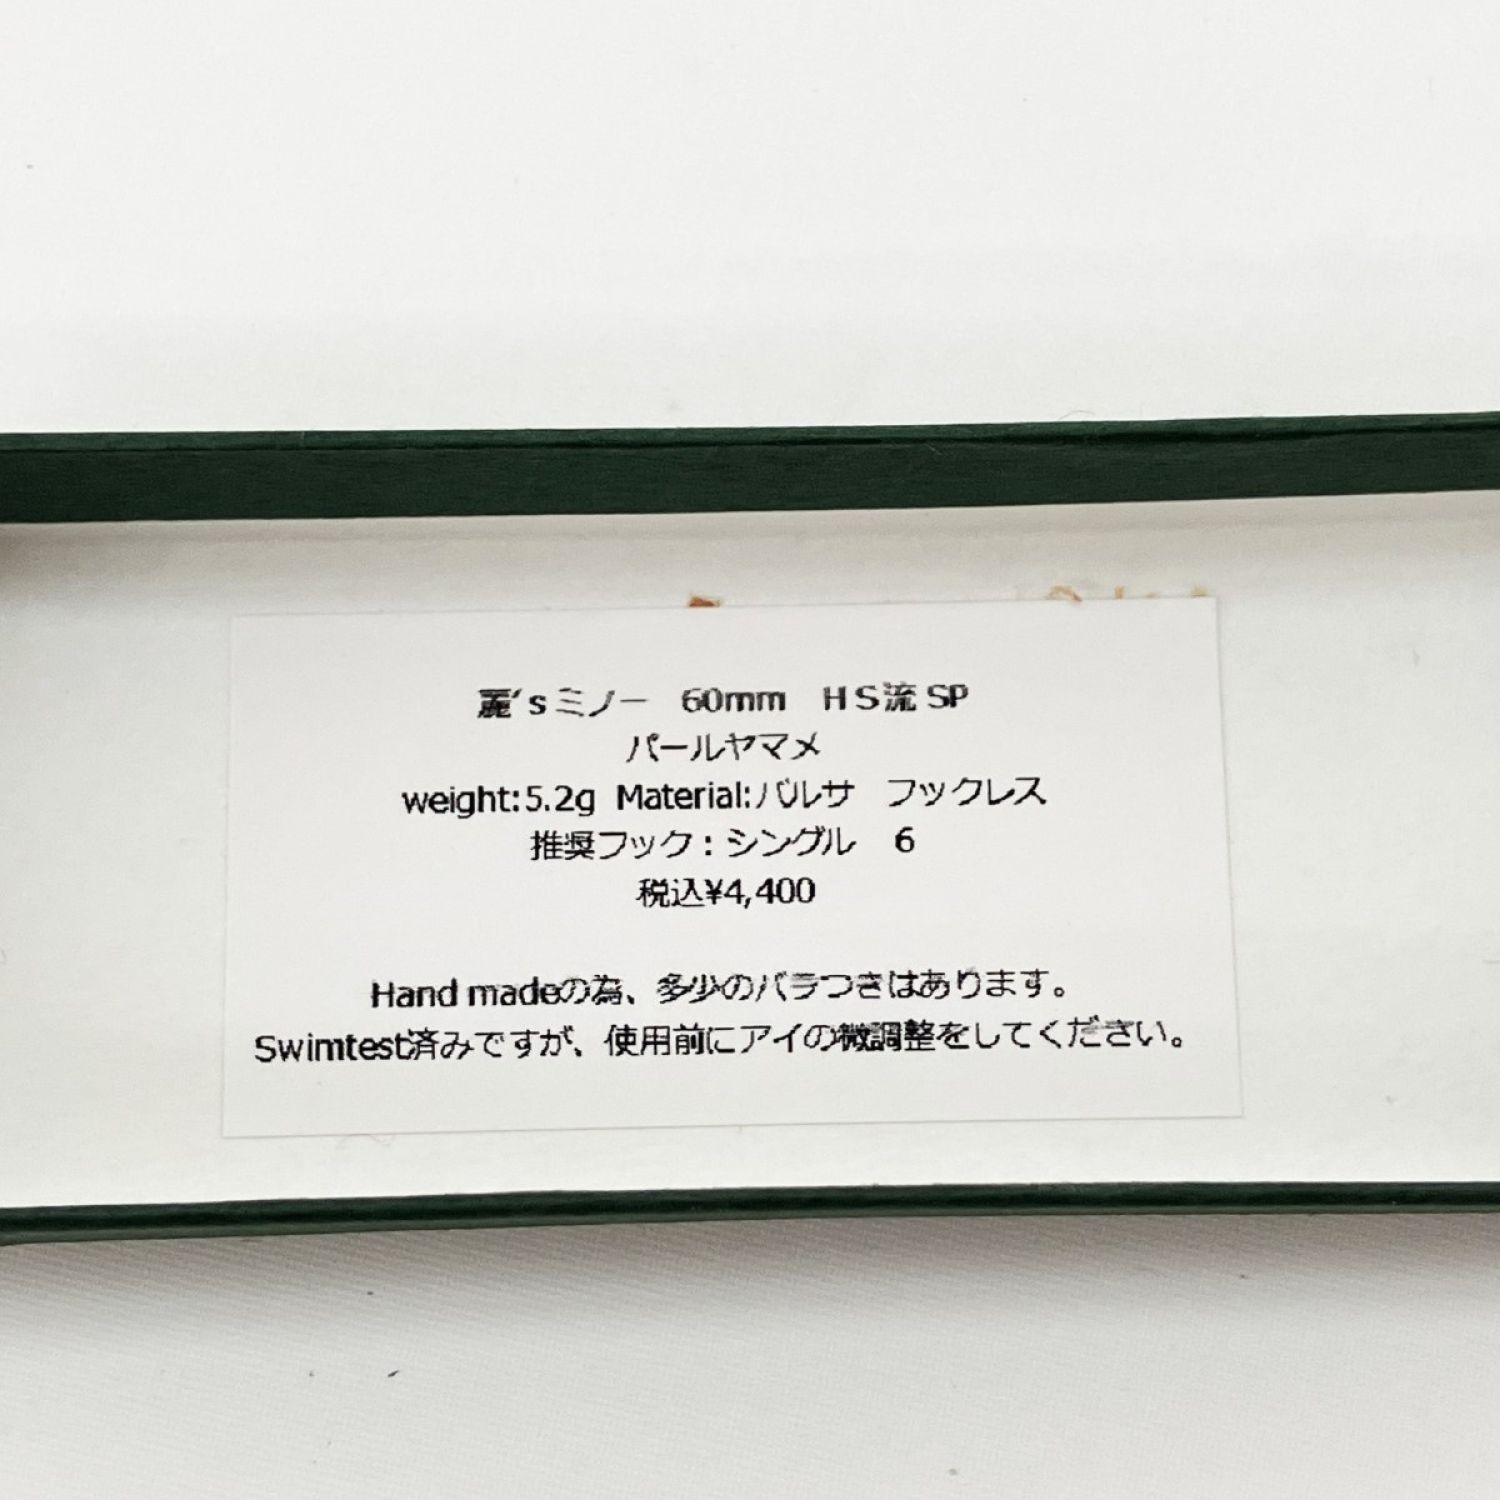 麗'sミノー　60mm　HS流 SP
パールヤマメ
weight:5.2g Material:バルサ　フックレス
推奨フック：シングル　6
税込¥4,400
Hand madeの為、多少のバラつきはあります。
Swimtest済みですが、使用前にアイの微調整をしてください。